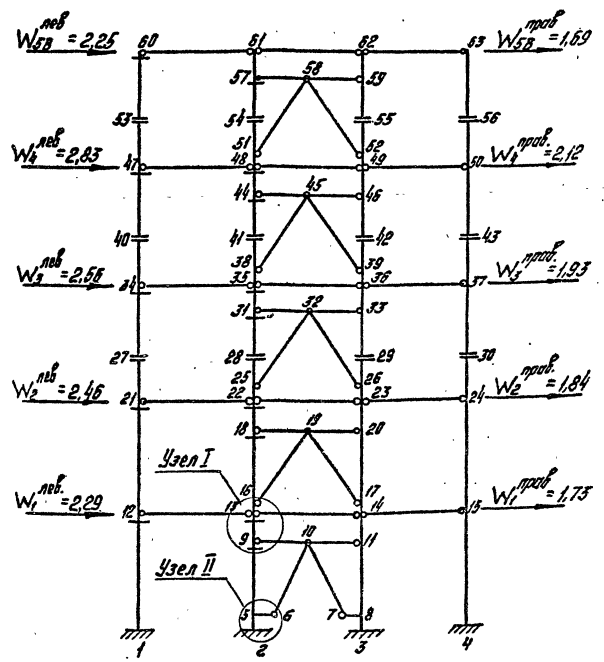 W5В лев =2,25 60 61 62 63 W5В прав =1,69
57 58 59
53 54 55 56
51 52
W4 лев =2,83 47 48 49 50 W4 прав. =2,12
44 45 46
40 41 42 43
38 39
W3 лев =2,56 34 35 36 37 W3 прав. =1,93
31 32 33
27 28 29 30
25 26
W2 лев =2,46 21 22 23 24 W2 прав. =1,84
18 19 20
Узел I
16 17
W1 лев. =2,29 12 13 14 15 W1 прав =1,73
9 10 11
Узел II
5 6 7 8
1 2 3 4